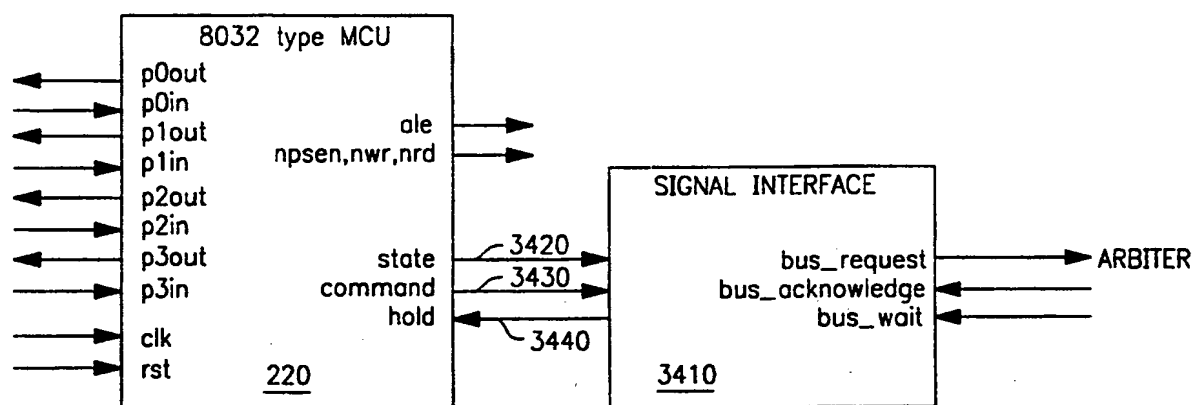 8032 type MCU
p0out
p0in
p1out
p1in
p2out
p2in
p3out
p3in
clk
rst
ale
npsen,nwr,nrd
state
command
hold
220
3420
3430
3440
SIGNAL INTERFACE
bus_request
bus_acknowledge
bus_wait
3410
ARBITER